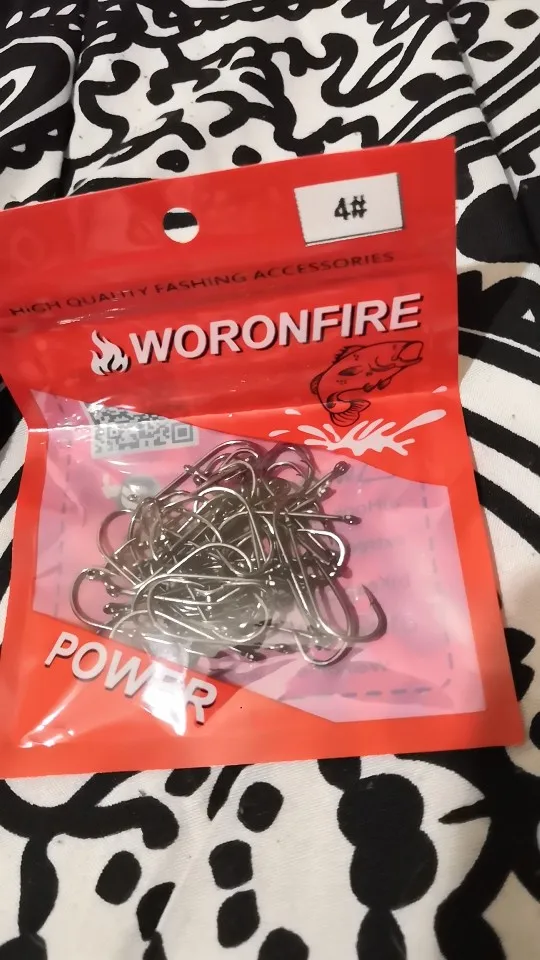 4#
HIGH QUALITY FASHING ACCESSORIES
WORONFIRE
POWER